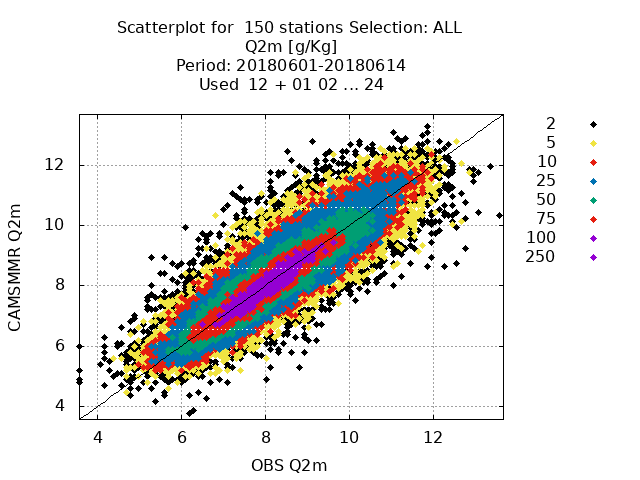 Scatterplot for  150 stations Selection: ALL
Q2m [g/Kg]
Period: 20180601-20180614
Used  12 + 01 02 ... 24
CAMSMMR Q2m
12
10
8
6
4
4 6 8 10 12
OBS Q2m
2
5
10
25
50
75
100
250